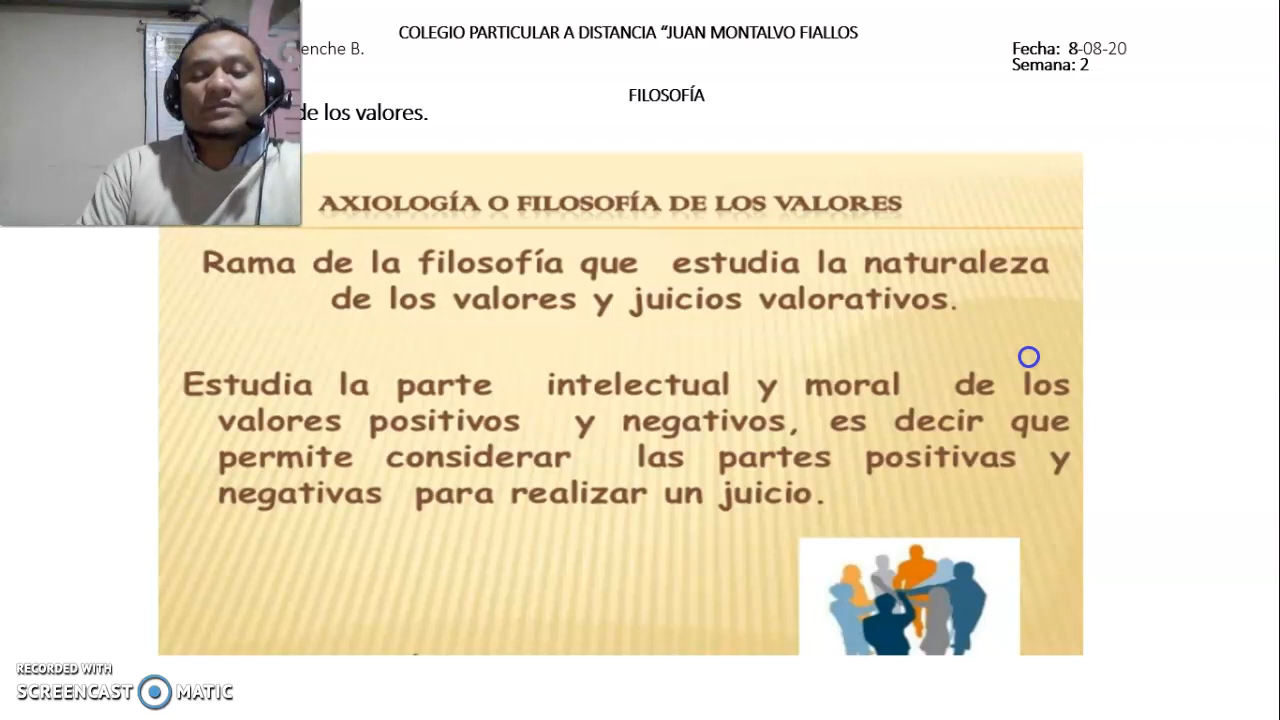 COLEGIO PARTICULAR A DISTANCIA “JUAN MONTALVO FIALLOS
enche B.
Fecha: 8-08-20
Semana: 2
FILOSOFÍA
de los valores.
AXIOLOGÍA O FILOSOFÍA DE LOS VALORES
Rama de la filosofía que estudia la naturaleza
de los valores y juicios valorativos.
Estudia la parte intelectual y moral de los
valores positivos y negativos, es decir que
permite considerar las partes positivas y
negativas para realizar un juicio.
RECORDED WITH
SCREENCAST MATIC